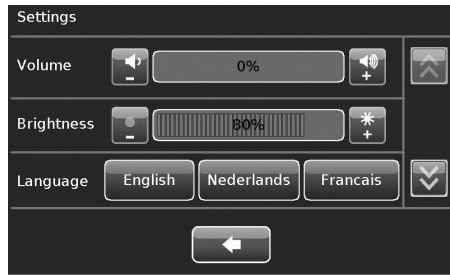 Settings
Volume - 0% +
Brightness - 80% +
Language English Nederlands Francais